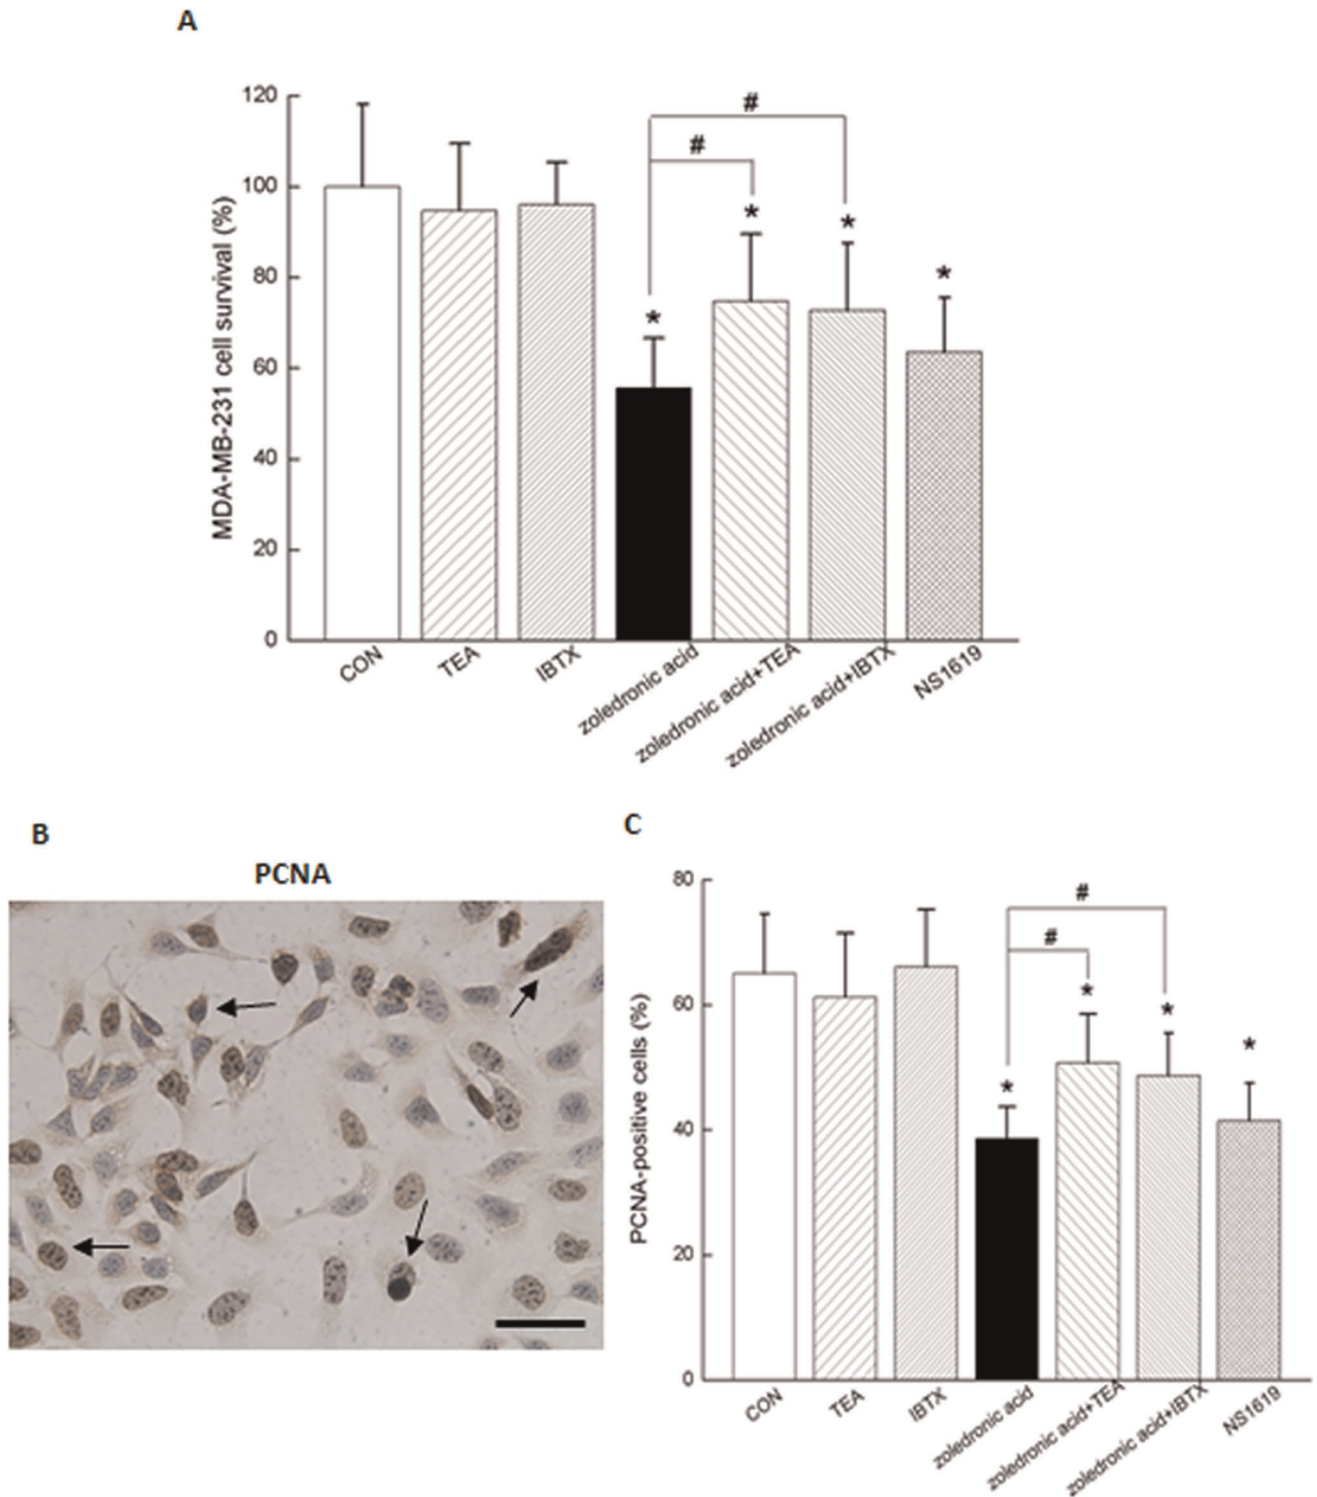 A
120
100
80
60
40
20
0
MDA-MB-231 cell survival (%)
#
#
*
*
*
*
CON
TEA
IBTX
zoledronic acid
zoledronic acid+TEA
zoledronic acid+IBTX
NS1619
B
PCNA
C
80
60
40
20
0
PCNA-positive cells (%)
#
#
*
*
*
*
CON
TEA
IBTX
zoledronic acid
zoledronic acid+TEA
zoledronic acid+IBTX
NS1619